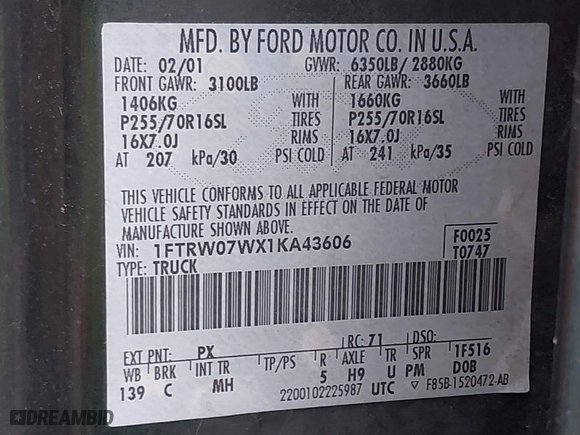 MFD. BY FORD MOTOR CO. IN U.S.A.
DATE: 02/01 GVWR: 6350LB/ 2880KG
FRONT GAWR: 3100LB REAR GAWR: 3660LB
1406KG WITH 1660KG WITH
P255/70R16SL TIRES P255/70R16SL TIRES
16X7.0J RIMS 16X7.0J RIMS
AT 207 kPa/30 PSI COLD AT 241 kPa/35 PSI COLD
THIS VEHICLE CONFORMS TO ALL APPLICABLE FEDERAL MOTOR
VEHICLE SAFETY STANDARDS IN EFFECT ON THE DATE OF
MANUFACTURE SHOWN ABOVE.
VIN: 1FTRW07WX1KA43606 F0025
TYPE: TRUCK T0747
EXT PNT: PX RC: 71 DSO:
WB BRK INT TR TP/PS R AXLE TR SPR 1F516
139 C MH 5 H9 U PM DOB
2200102225987 UTC ▽ F85B-1520472-AB
DREAMBID